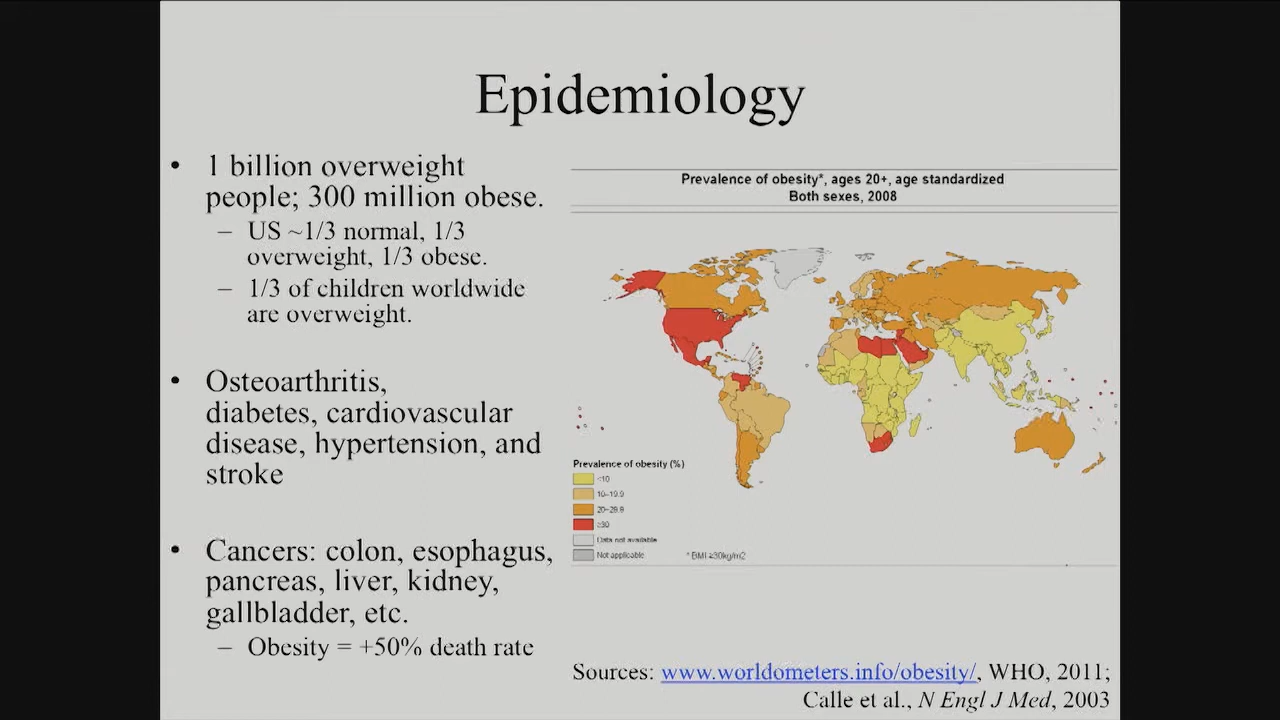 Epidemiology
• 1 billion overweight
people; 300 million obese.
– US ~1/3 normal, 1/3
overweight, 1/3 obese.
– 1/3 of children worldwide
are overweight.
• Osteoarthritis,
diabetes, cardiovascular
disease, hypertension, and
stroke
• Cancers: colon, esophagus,
pancreas, liver, kidney,
gallbladder, etc.
– Obesity = +50% death rate
Prevalence of obesity*, ages 20+, age standardized
Both sexes, 2008
Prevalence of obesity (%)
<10
10–19.9
20–29.9
≥30
Data not available
Not applicable
* BMI ≥30kg/m2
Sources: www.worldometers.info/obesity/, WHO, 2011;
Calle et al., N Engl J Med, 2003